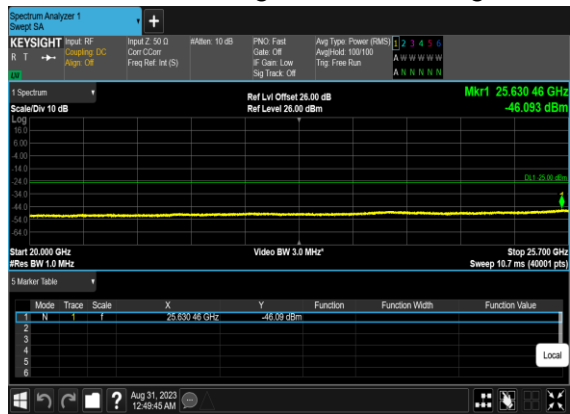 Spectrum Analyzer 1
Swept SA
KEYSIGHT
R T
LW
Input: RF
Coupling: DC
Align: Off
Input Z: 50 Ω
Corr CCorr
Freq Ref: Int (S)
#Atten: 10 dB
PNO: Fast
Gate: Off
IF Gain: Low
Sig Track: Off
Avg Type: Power (RMS)
Avg|Hold: 100/100
Trig: Free Run
1 2 3 4 5 6
A W W W W W
A N N N N N
1 Spectrum
Scale/Div 10 dB
Ref Lvl Offset 26.00 dB
Ref Level 26.00 dBm
Mkr1 25.630 46 GHz
-46.093 dBm
Log
16.0
6.00
-4.00
-14.0
-24.0
-34.0
-44.0
-54.0
-64.0
DL1 -25.00 dBm
1
Start 20.000 GHz
#Res BW 1.0 MHz
Video BW 3.0 MHz*
Stop 25.700 GHz
Sweep 10.7 ms (40001 pts)
5 Marker Table
Mode Trace Scale X Y Function Function Width Function Value
1 N 1 f 25.630 46 GHz -46.09 dBm
2
3
4
5
6
Local
Aug 31, 2023
12:49:45 AM